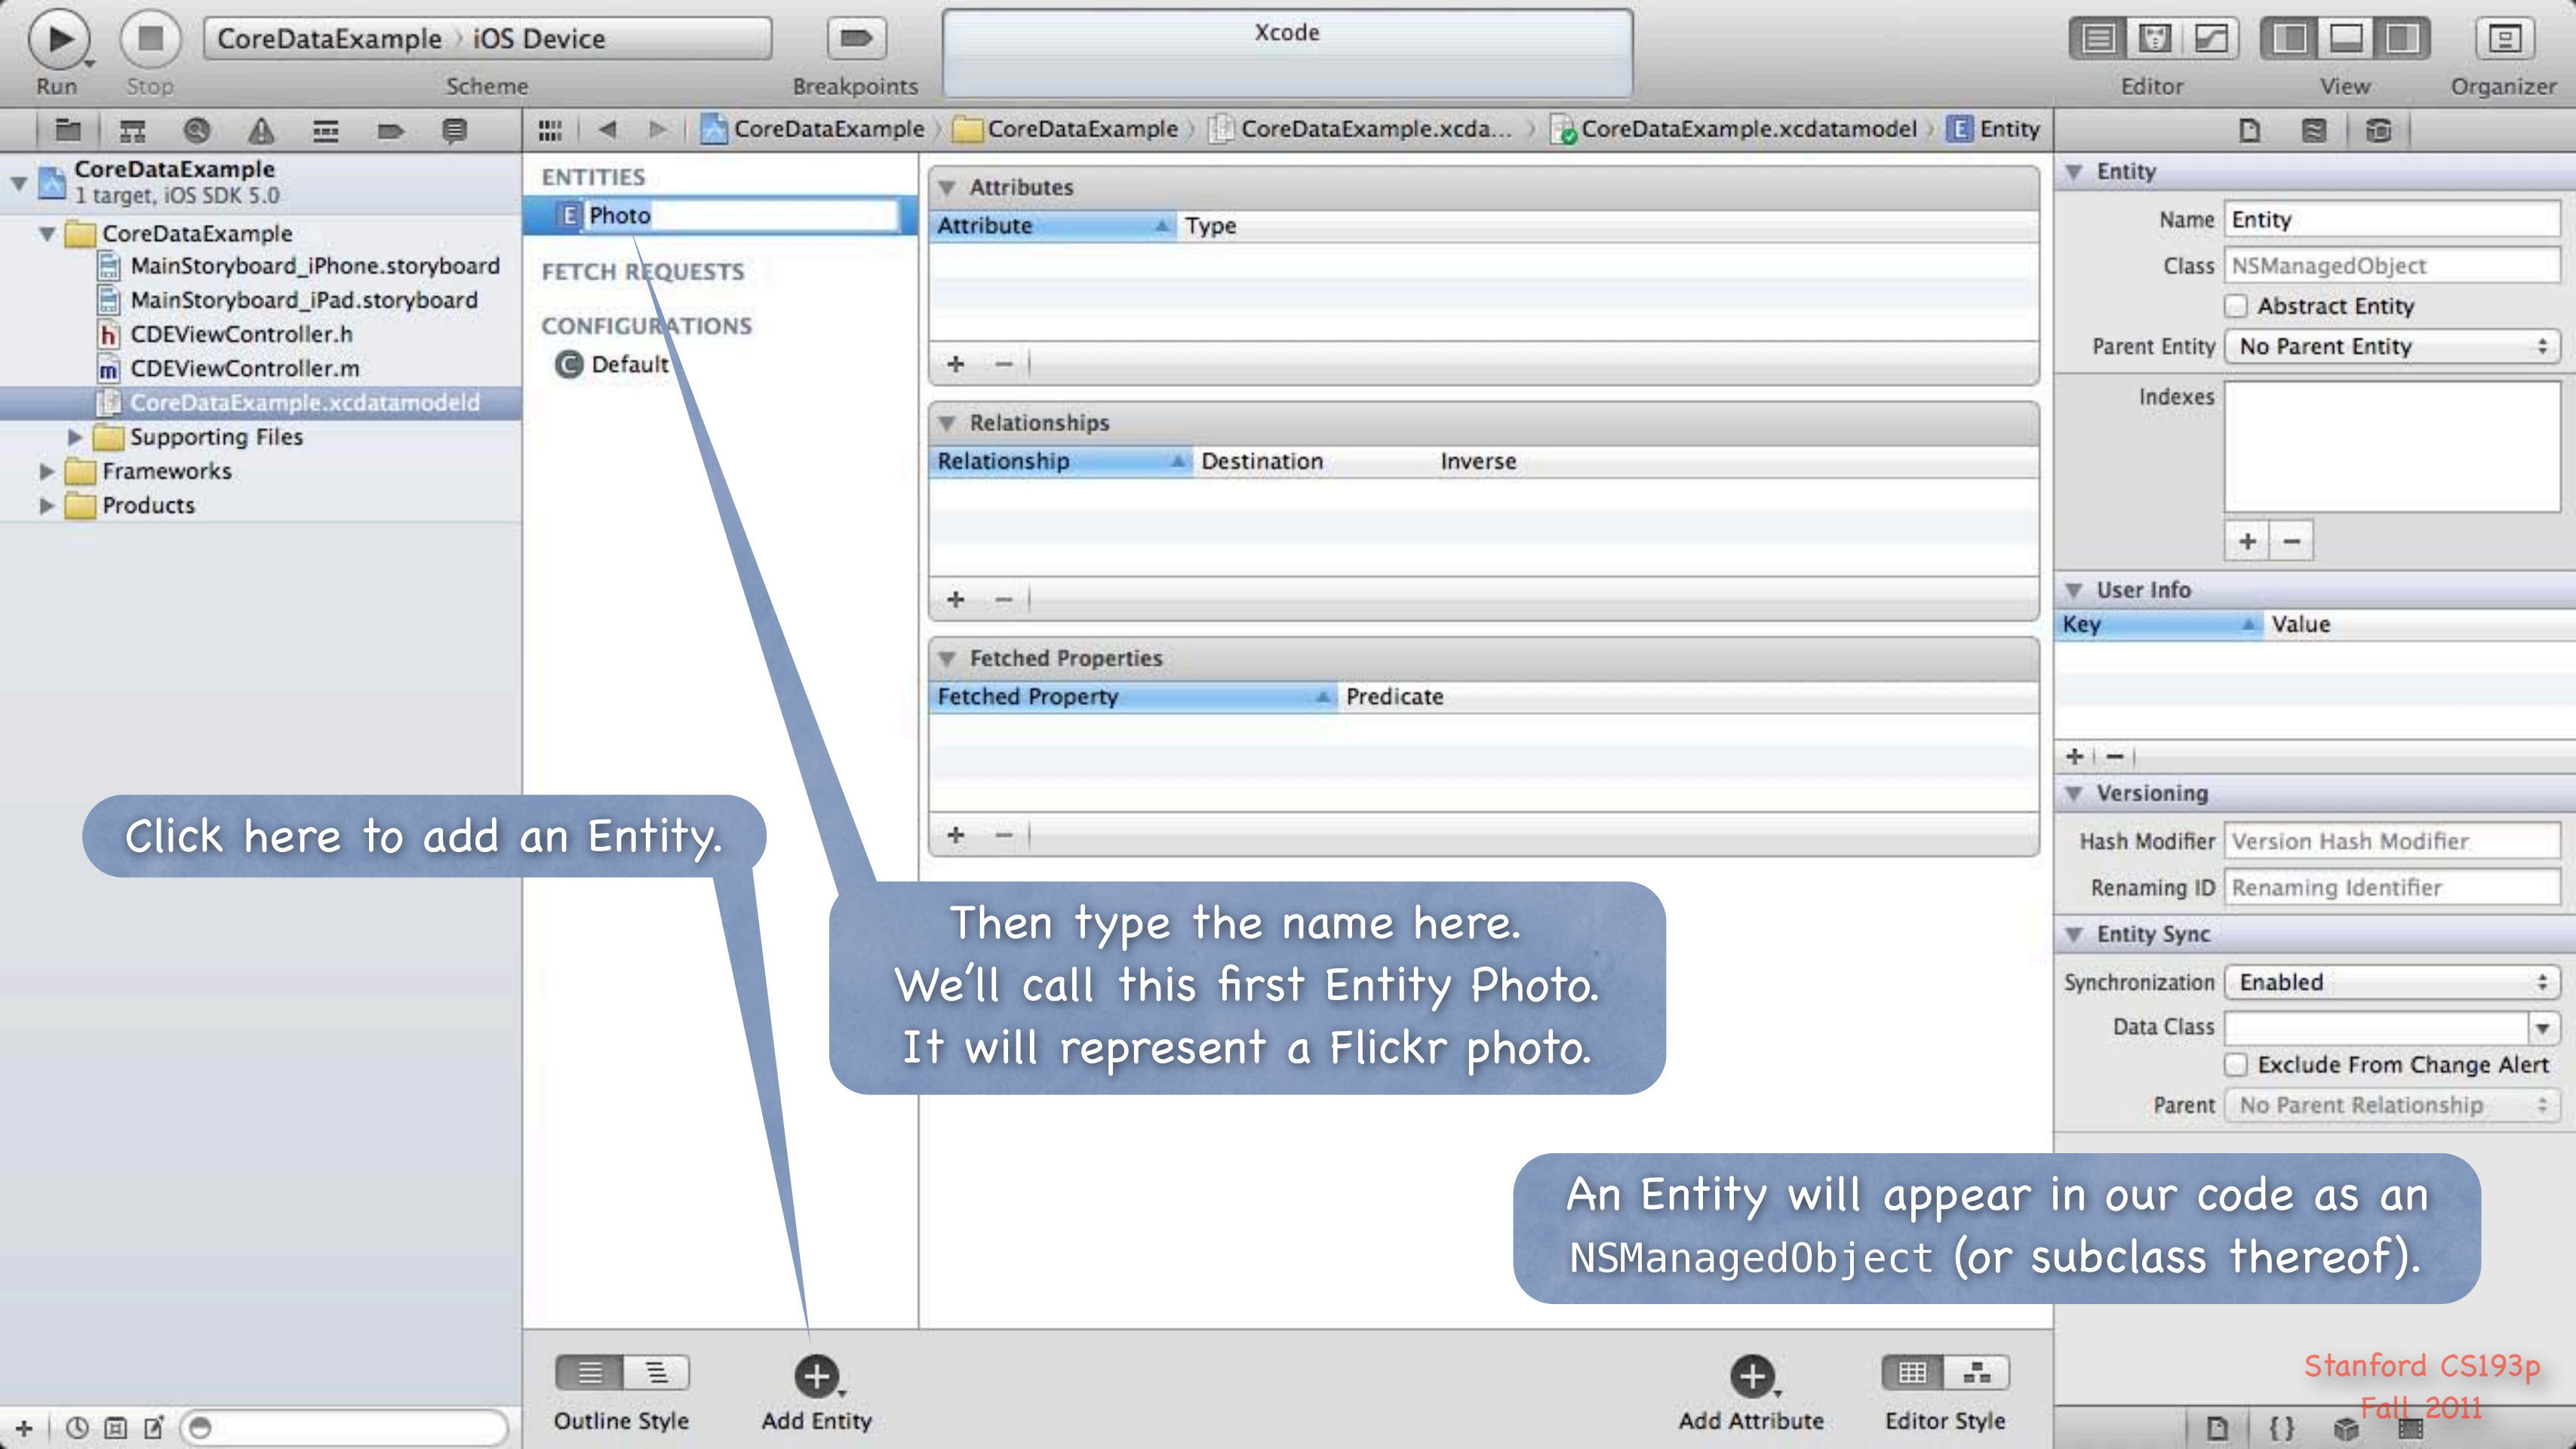 CoreDataExample iOS Device
Xcode
Run Stop Scheme Breakpoints Editor View Organizer
CoreDataExample CoreDataExample CoreDataExample.xcda... CoreDataExample.xcdatamodel E Entity
CoreDataExample
1 target, iOS SDK 5.0
CoreDataExample
MainStoryboard_iPhone.storyboard
MainStoryboard_iPad.storyboard
h CDEViewController.h
m CDEViewController.m
CoreDataExample.xcdatamodeld
Supporting Files
Frameworks
Products
ENTITIES
E Photo
FETCH REQUESTS
CONFIGURATIONS
C Default
Attributes
Attribute Type
+ −
Relationships
Relationship Destination Inverse
+ −
Fetched Properties
Fetched Property Predicate
+ −
Entity
Name Entity
Class NSManagedObject
Abstract Entity
Parent Entity No Parent Entity
Indexes
+ −
User Info
Key Value
+ −
Versioning
Hash Modifier Version Hash Modifier
Renaming ID Renaming Identifier
Entity Sync
Synchronization Enabled
Data Class
Exclude From Change Alert
Parent No Parent Relationship
Click here to add an Entity.
Then type the name here.
We'll call this first Entity Photo.
It will represent a Flickr photo.
An Entity will appear in our code as an
NSManagedObject (or subclass thereof).
Outline Style Add Entity Add Attribute Editor Style
Stanford CS193p
Fall 2011
+ {}